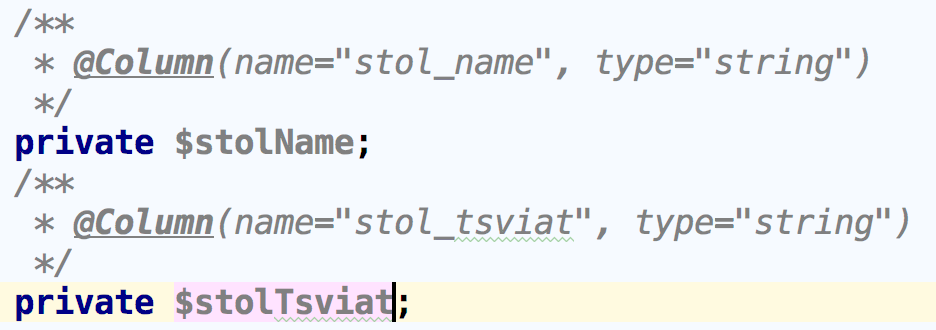 /**
 * @Column(name="stol_name", type="string")
 */
private $stolName;
/**
 * @Column(name="stol_tsviat", type="string")
 */
private $stolTsviat;